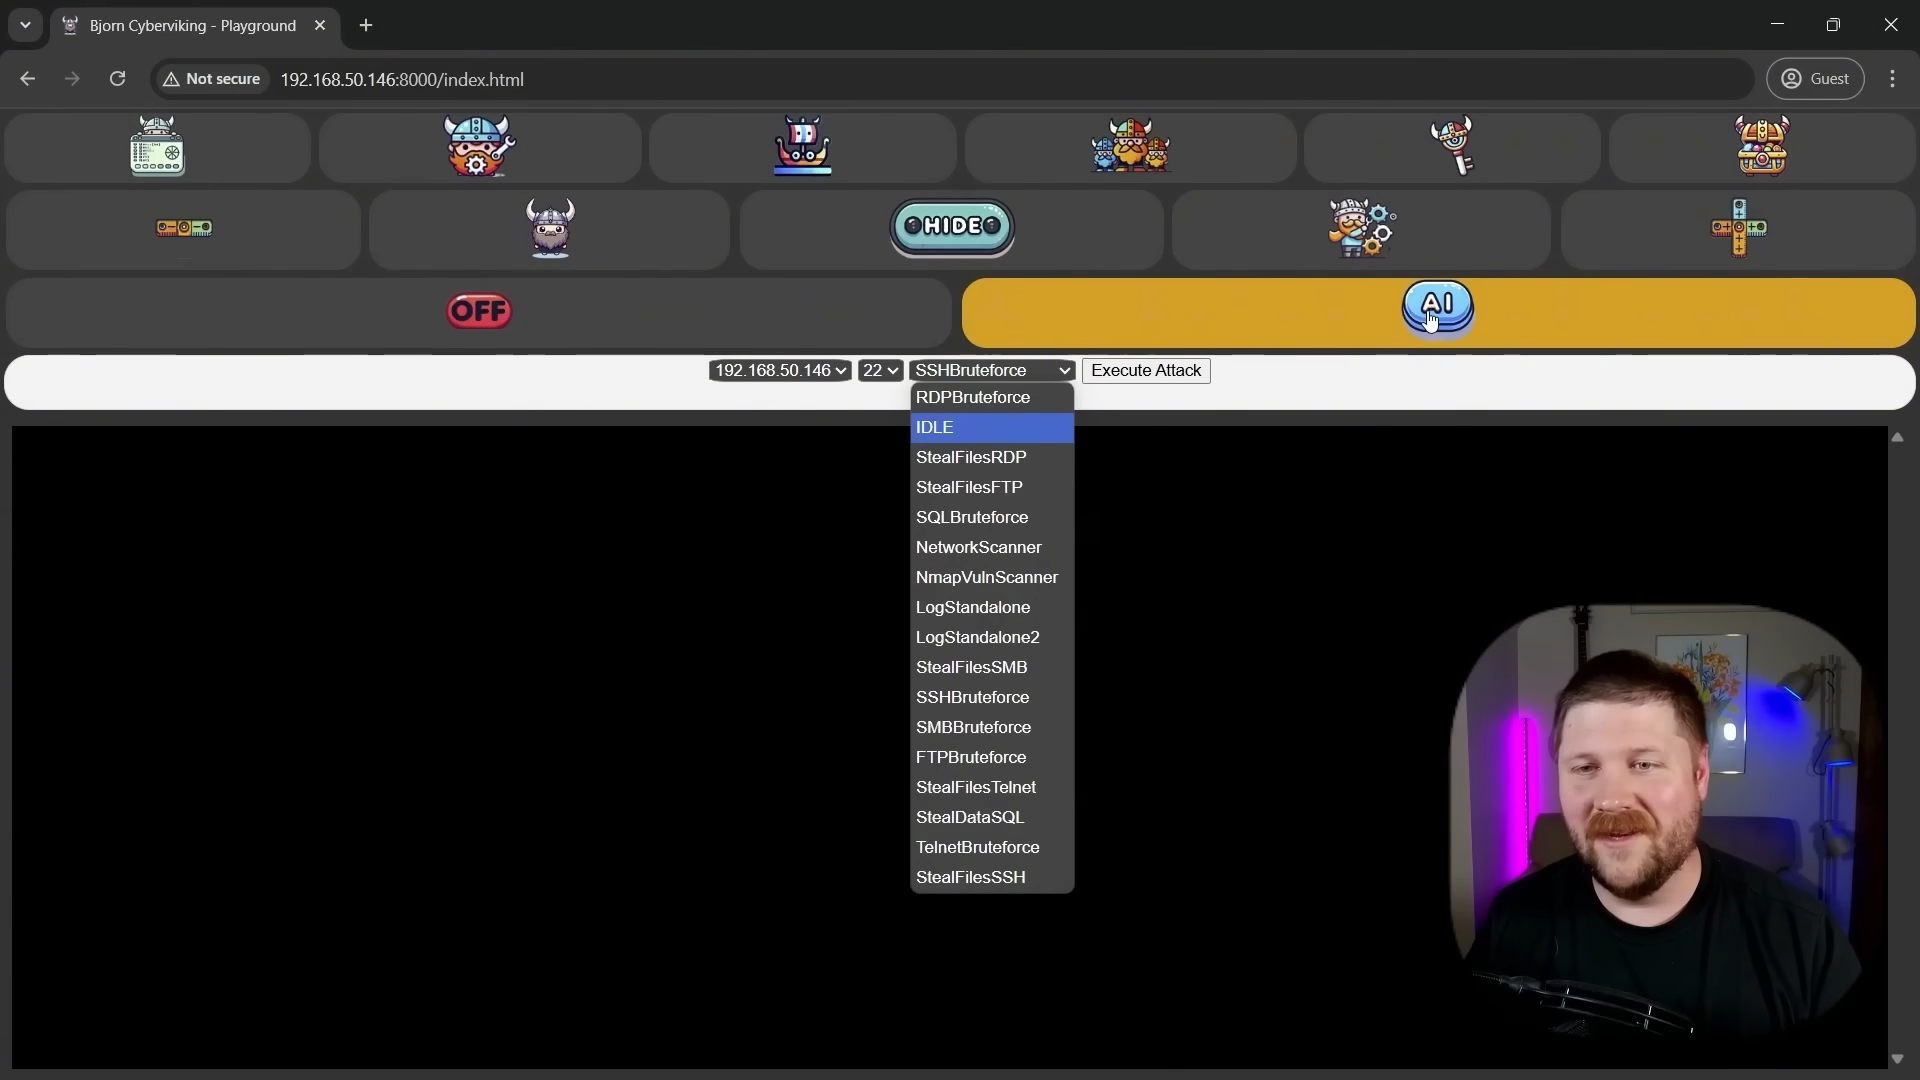 Bjorn Cyberviking - Playground
Not secure
192.168.50.146:8000/index.html
Guest
HIDE
OFF
AI
192.168.50.146
22
SSHBruteforce
Execute Attack
RDPBruteforce
IDLE
StealFilesRDP
StealFilesFTP
SQLBruteforce
NetworkScanner
NmapVulnScanner
LogStandalone
LogStandalone2
StealFilesSMB
SSHBruteforce
SMBBruteforce
FTPBruteforce
StealFilesTelnet
StealDataSQL
TelnetBruteforce
StealFilesSSH